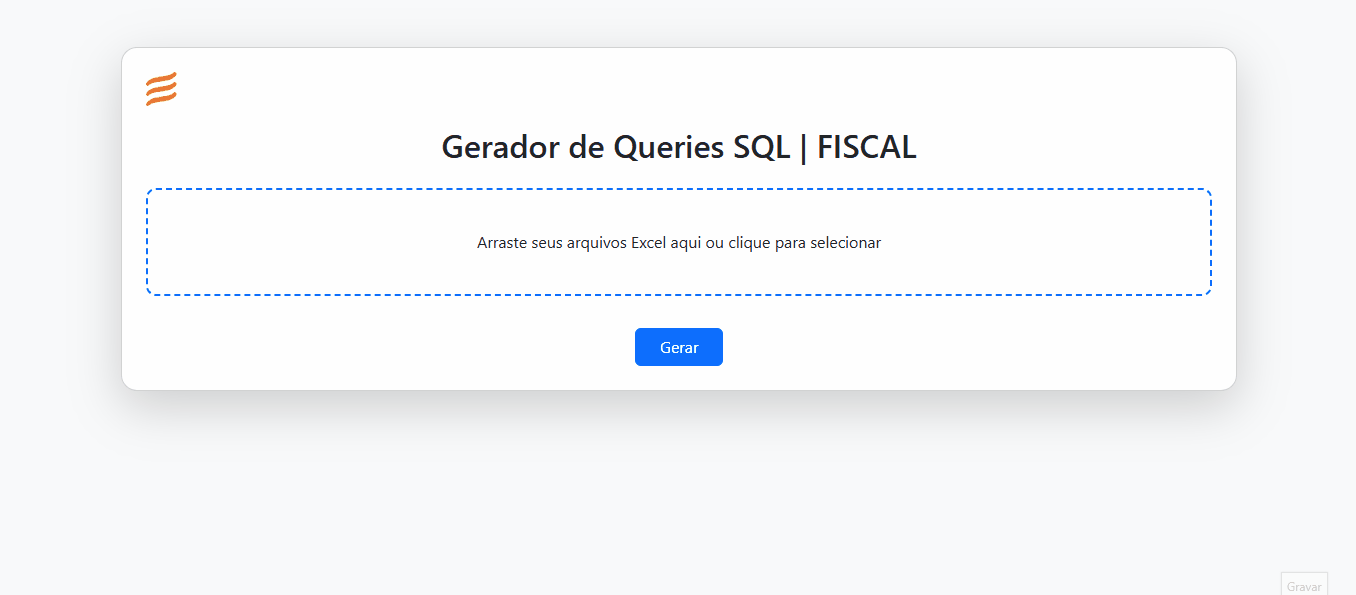 Gerador de Queries SQL | FISCAL
Arraste seus arquivos Excel aqui ou clique para selecionar
Gerar
Gravar